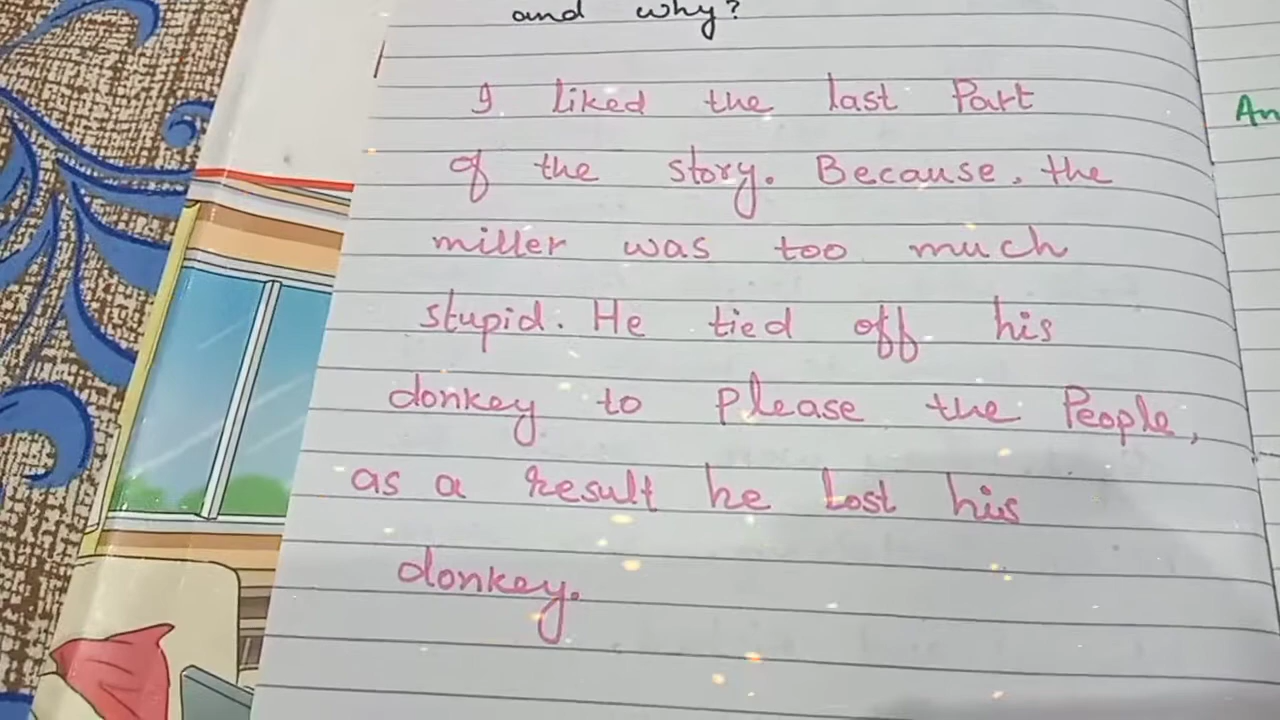 and why?
I liked the last Part
of the story. Because, the
miller was too much
stupid. He tied off his
donkey to please the People,
as a result he lost his
donkey.
An